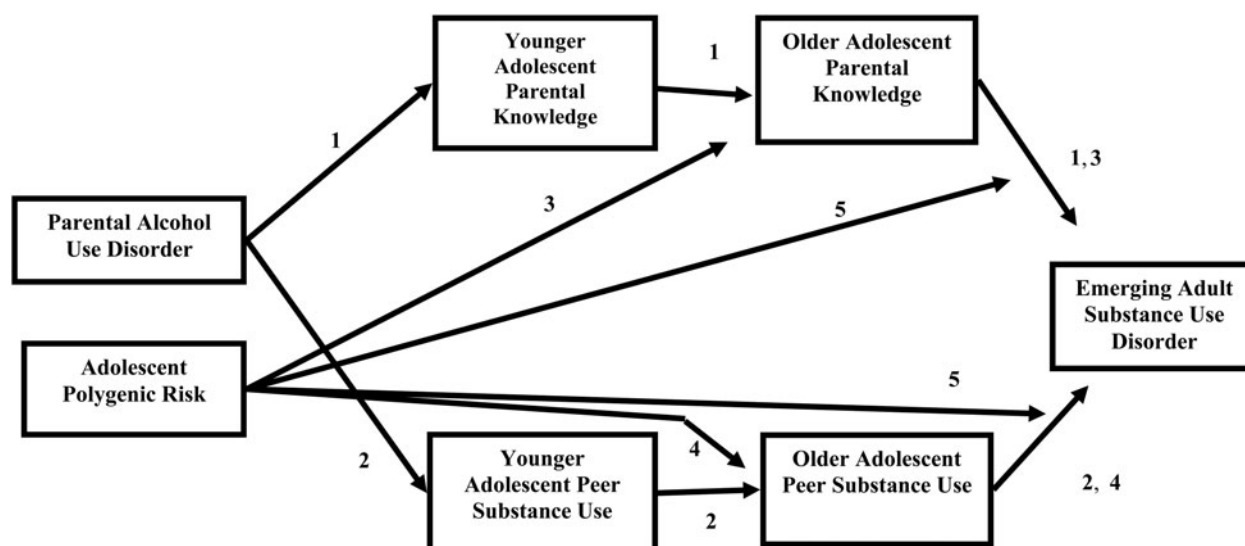 Younger
Adolescent
Parental
Knowledge
1
Older Adolescent
Parental
Knowledge
1
1, 3
3
5
Parental Alcohol
Use Disorder
Emerging Adult
Substance Use
Disorder
Adolescent
Polygenic Risk
5
4
2
Younger
Adolescent Peer
Substance Use
2
Older Adolescent
Peer Substance Use
2, 4